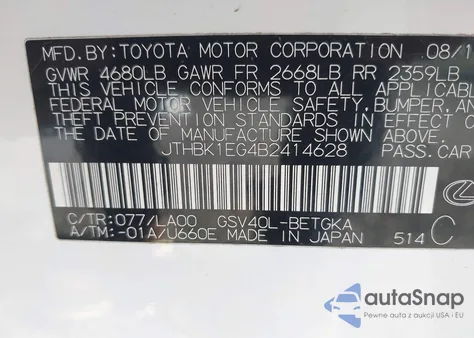 MFD. BY: TOYOTA MOTOR CORPORATION 08/1
GVWR 4680LB GAWR FR 2668LB RR 2359LB
THIS VEHICLE CONFORMS TO ALL APPLICABL
FEDERAL MOTOR VEHICLE SAFETY, BUMPER, AN
THEFT PREVENTION STANDARDS IN EFFECT O
THE DATE OF MANUFACTURE SHOWN ABOVE.
JTHBK1EG4B2414628 PASS. CAR
C/TR:077/LA00 GSV40L-BETGKA
A/TM:-01A/U660E MADE IN JAPAN 514 C
autoSnap
Pewne auta z aukcji USA i EU